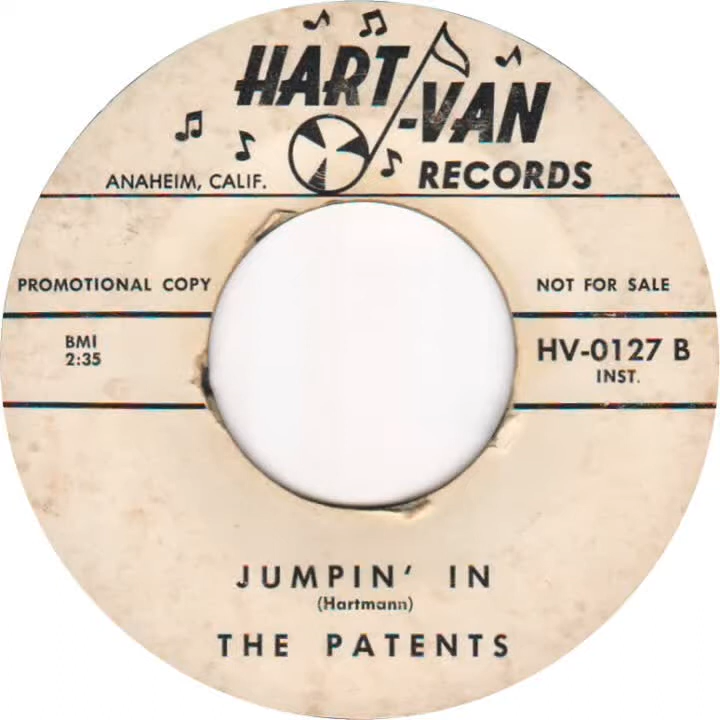 HART-VAN
RECORDS
ANAHEIM, CALIF.
PROMOTIONAL COPY
NOT FOR SALE
BMI
2:35
HV-0127 B
INST.
JUMPIN' IN
(Hartmann)
THE PATENTS